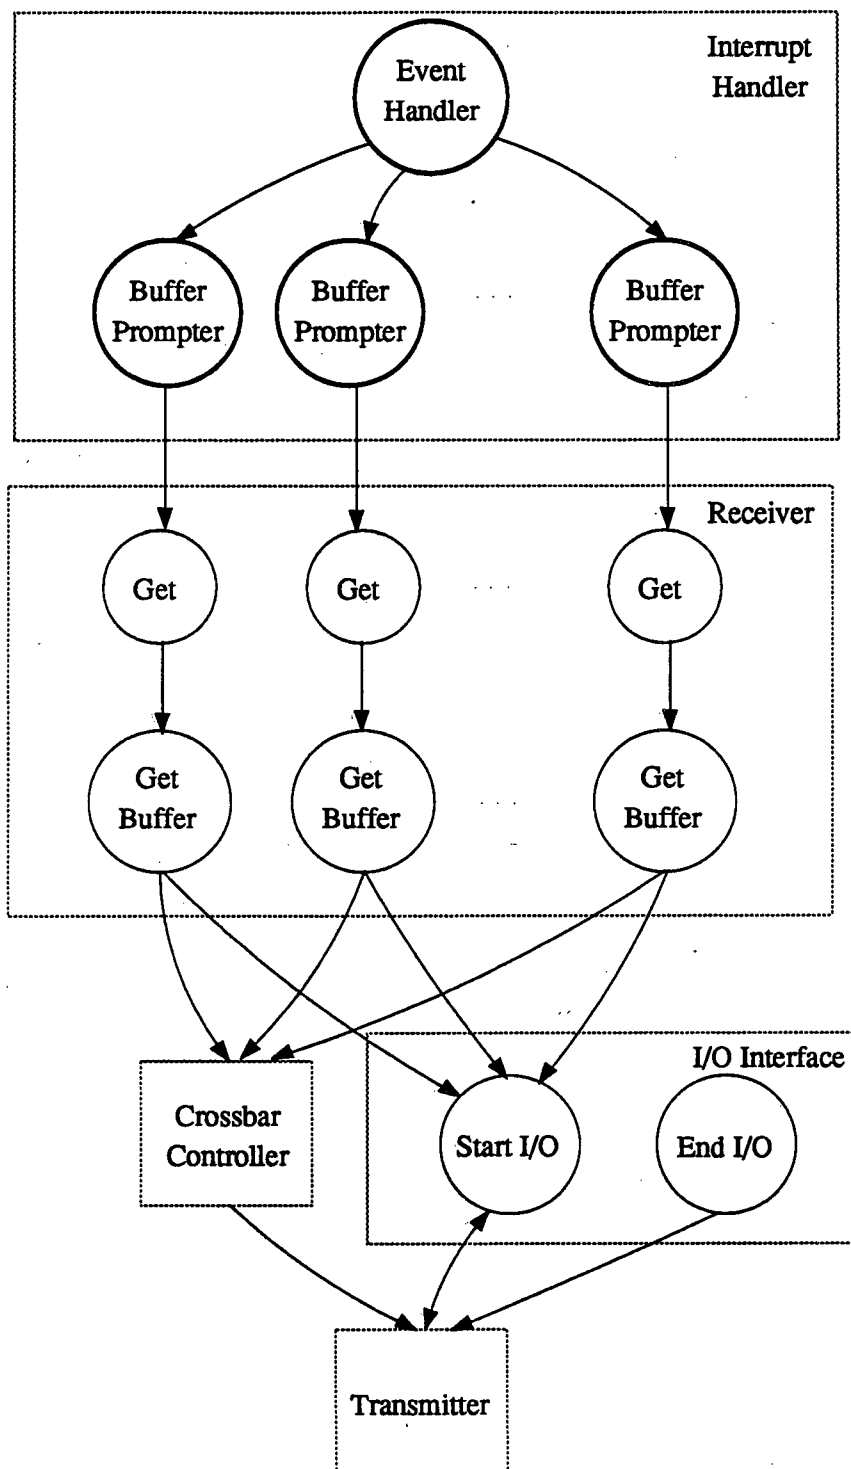 Interrupt
Handler
Event
Handler
Buffer
Prompter
Buffer
Prompter
. . .
Buffer
Prompter
Receiver
Get
Get
. . .
Get
Get
Buffer
Get
Buffer
. . .
Get
Buffer
I/O Interface
Crossbar
Controller
Start I/O
End I/O
Transmitter